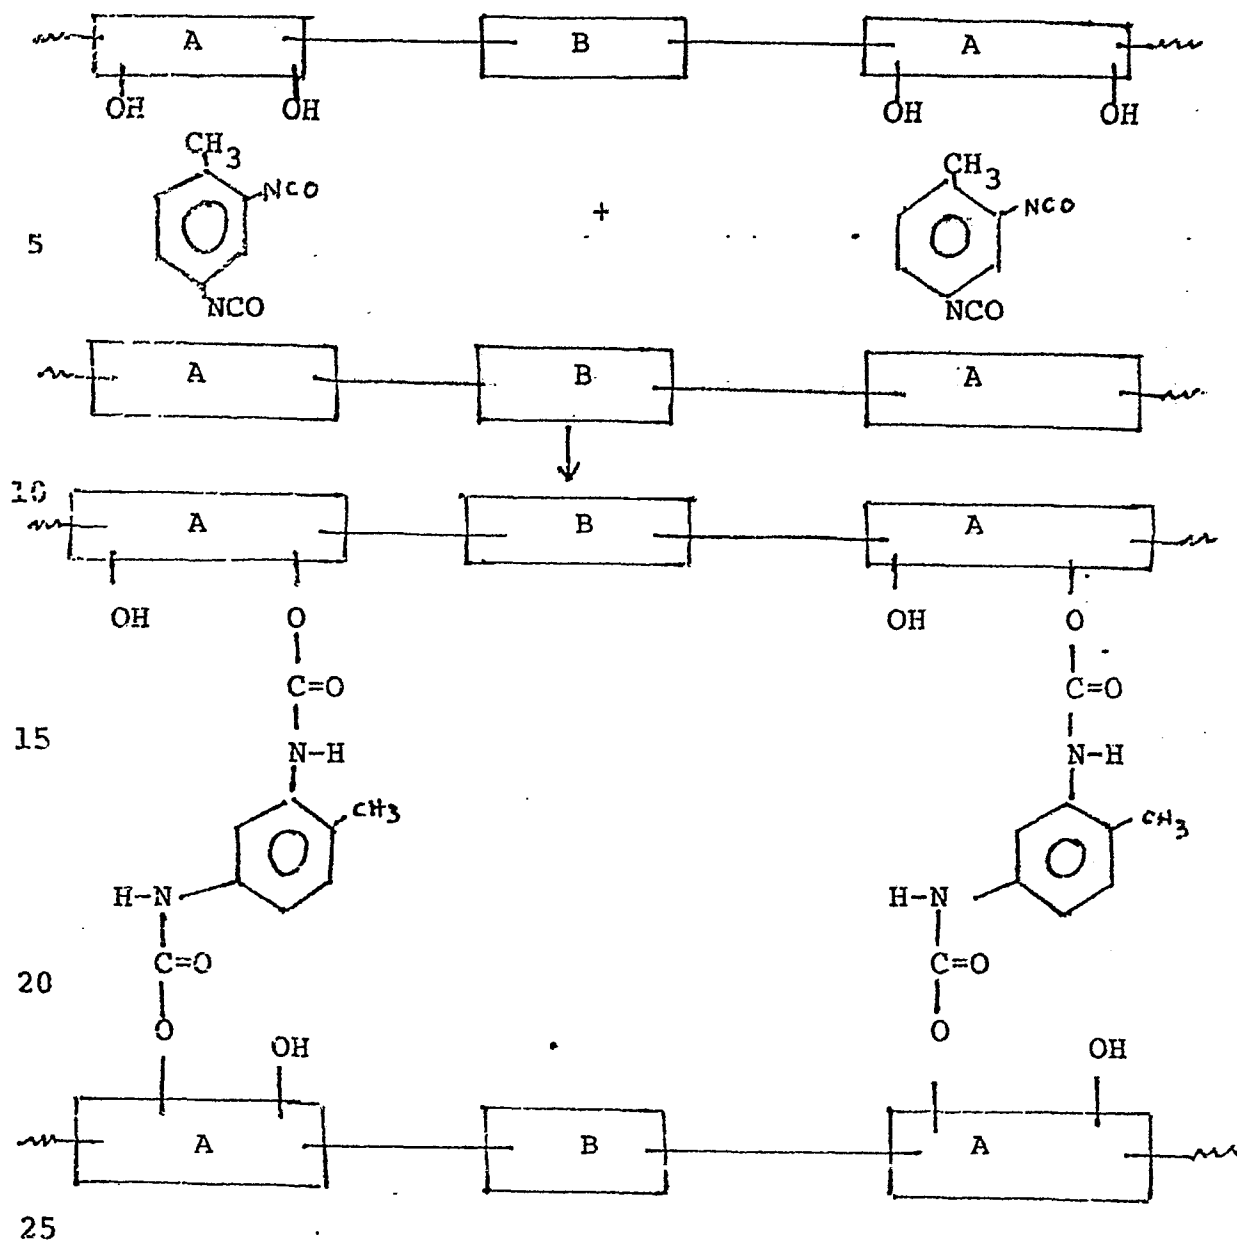 A B A
OH OH OH OH
CH3 CH3
NCO NCO
+
5
NCO NCO
A B A
10
A B A
OH O OH O
C=O C=O
15
N-H N-H
CH3 CH3
H-N H-N
C=O C=O
20
O OH O OH
A B A
25